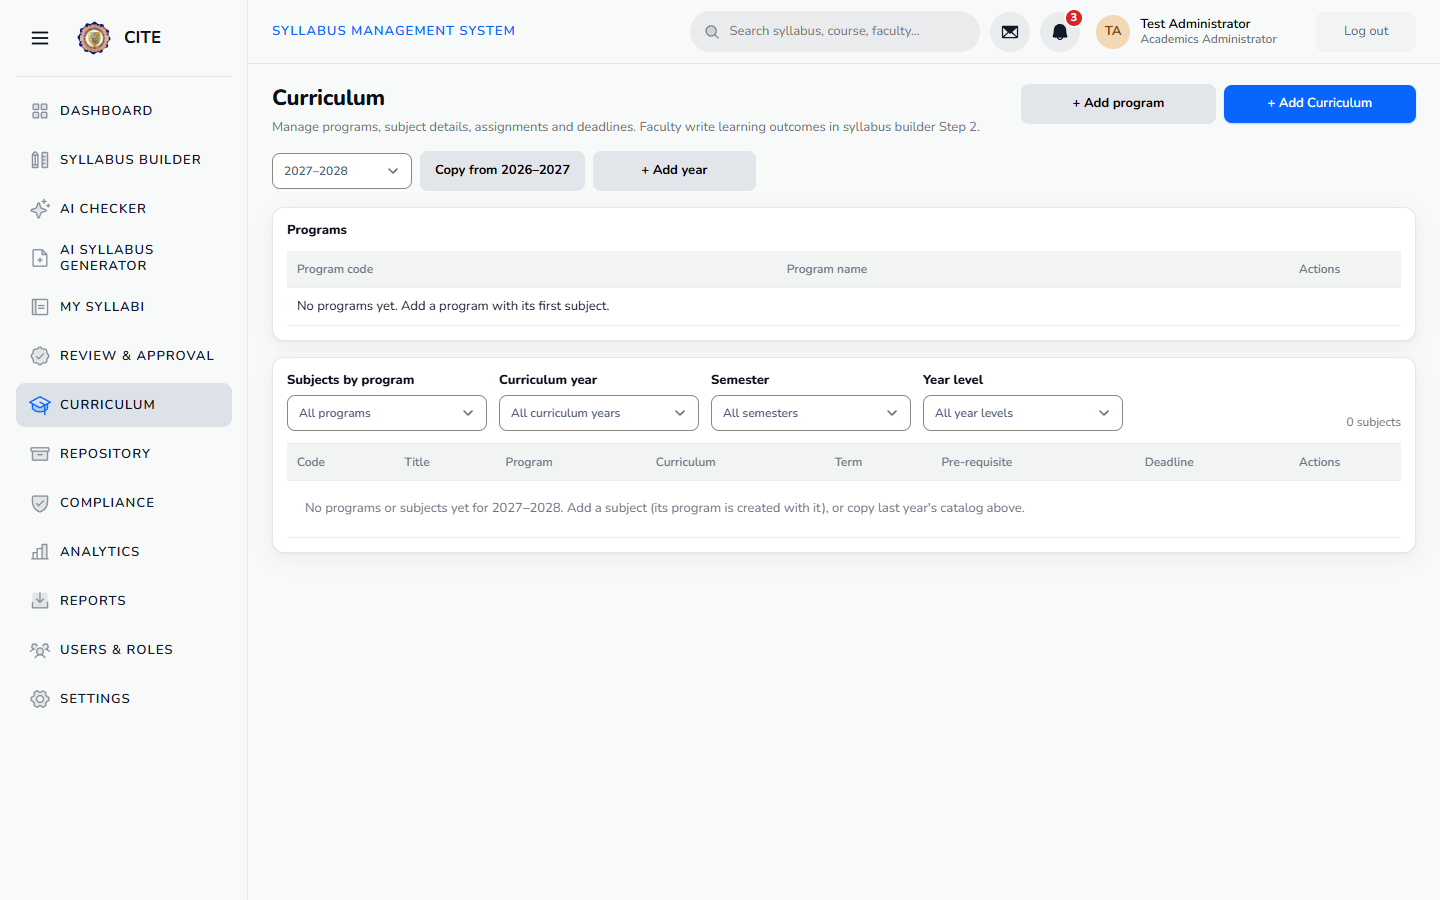 CITE
SYLLABUS MANAGEMENT SYSTEM
Search syllabus, course, faculty...
3
TA
Test Administrator
Academics Administrator
Log out
DASHBOARD
SYLLABUS BUILDER
AI CHECKER
AI SYLLABUS
GENERATOR
MY SYLLABI
REVIEW & APPROVAL
CURRICULUM
REPOSITORY
COMPLIANCE
ANALYTICS
REPORTS
USERS & ROLES
SETTINGS
Curriculum
Manage programs, subject details, assignments and deadlines. Faculty write learning outcomes in syllabus builder Step 2.
+ Add program
+ Add Curriculum
2027–2028
Copy from 2026–2027
+ Add year
Programs
Program code Program name Actions
No programs yet. Add a program with its first subject.
Subjects by program Curriculum year Semester Year level
All programs All curriculum years All semesters All year levels
0 subjects
Code Title Program Curriculum Term Pre-requisite Deadline Actions
No programs or subjects yet for 2027–2028. Add a subject (its program is created with it), or copy last year's catalog above.